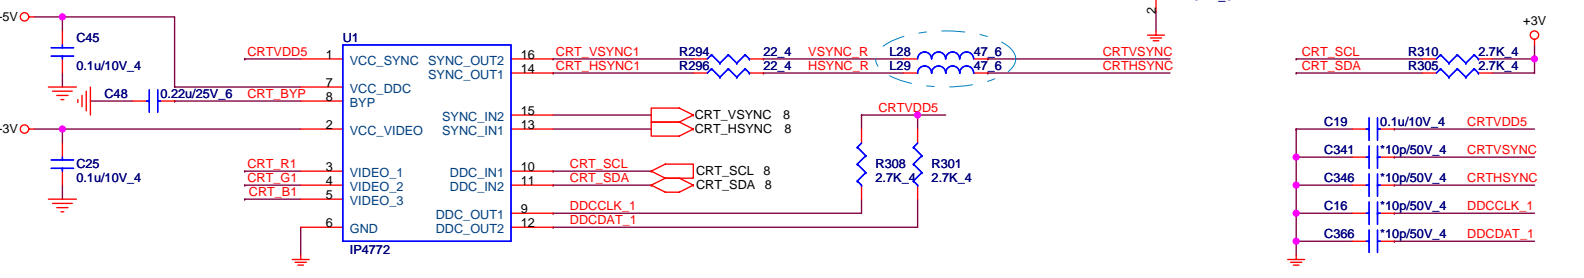 -5V
C45
0.1u/10V_4
CRTVDD5
C48
0.22u/25V_6
CRT_BYP
-3V
C25
0.1u/10V_4
CRT_R1
CRT_G1
CRT_B1
U1
1 VCC_SYNC SYNC_OUT2 16
SYNC_OUT1 14
7 VCC_DDC
8 BYP
SYNC_IN2 15
2 VCC_VIDEO SYNC_IN1 13
3 VIDEO_1 DDC_IN1 10
4 VIDEO_2 DDC_IN2 11
5 VIDEO_3
DDC_OUT1 9
6 GND DDC_OUT2 12
IP4772
CRT_VSYNC1 R294 22_4 VSYNC_R L28 47_6 CRTVSYNC
CRT_HSYNC1 R296 22_4 HSYNC_R L29 47_6 CRTHSYNC
CRT_VSYNC 8
CRT_HSYNC 8
CRT_SCL CRT_SCL 8
CRT_SDA CRT_SDA 8
DDCCLK_1
DDCDAT_1
CRTVDD5
R308
2.7K_4
R301
2.7K_4
2
+3V
CRT_SCL R310 2.7K_4
CRT_SDA R305 2.7K_4
C19 0.1u/10V_4 CRTVDD5
C341 *10p/50V_4 CRTVSYNC
C346 *10p/50V_4 CRTHSYNC
C16 *10p/50V_4 DDCCLK_1
C366 *10p/50V_4 DDCDAT_1